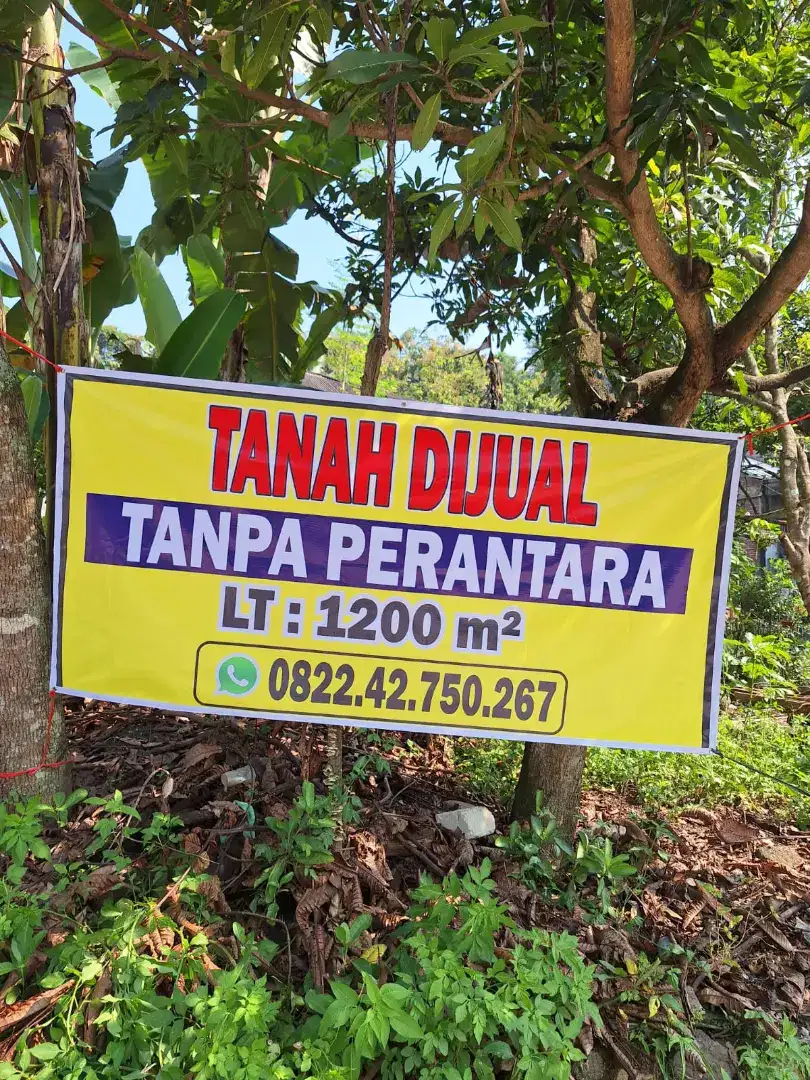 TANAH DIJUAL
TANPA PERANTARA
LT : 1200 m²
0822.42.750.267